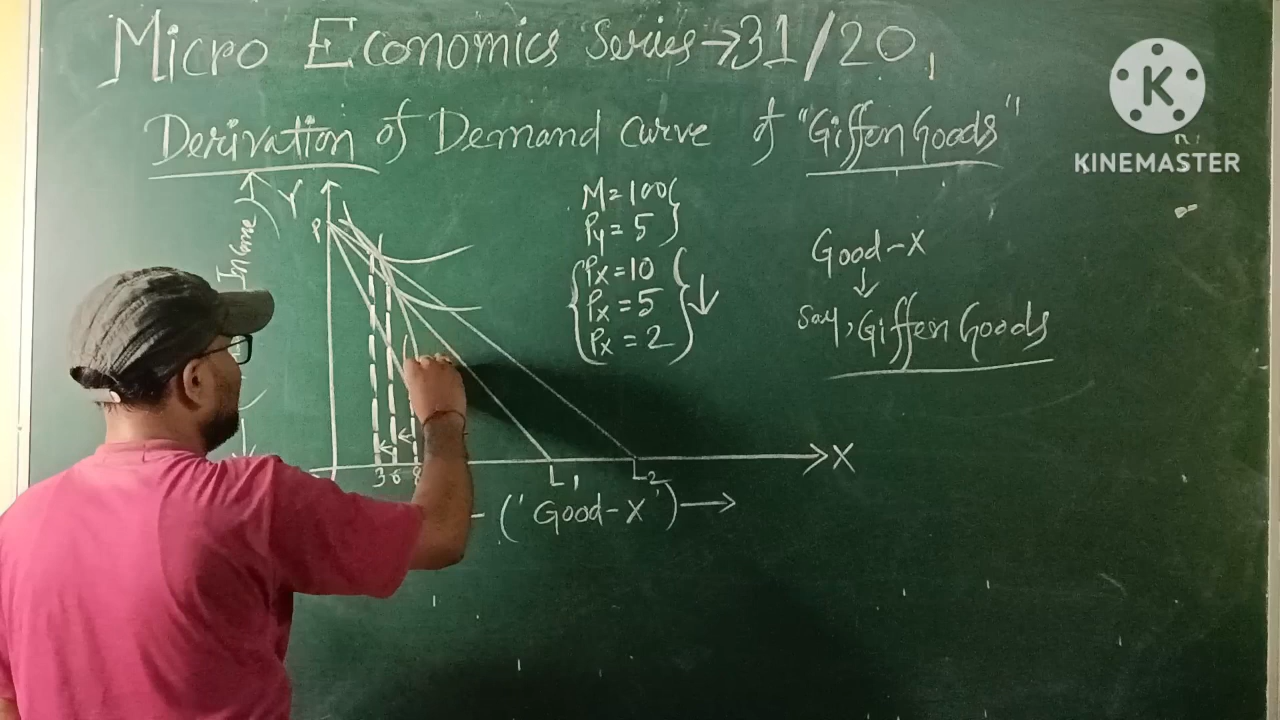 Micro Economics Series→31/20,
Derivation of Demand Curve of "Giffen Goods"
KINEMASTER
K
Y
P
Income
M=100
Py=5
Px=10
Px=5
Px=2
Good-X
Say, Giffen Goods
3 6 8
L1 L2
X
('Good-X')